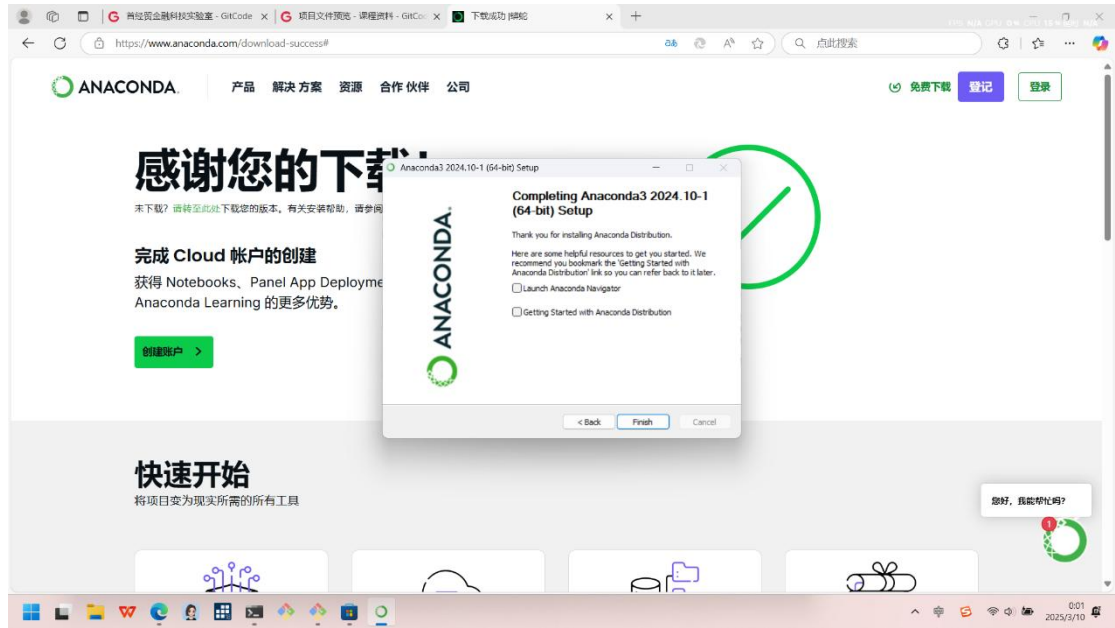 首经贸金融科技实验室 - GitCode
项目文件预览 - 课程资料 - GitCo
下载成功 |蟒蛇
https://www.anaconda.com/download-success#
点此搜索
ANACONDA.
产品 解决方案 资源 合作伙伴 公司
免费下载 登记 登录
感谢您的下载
未下载？请转至此处下载您的版本。有关安装帮助，请参阅
完成 Cloud 帐户的创建
获得 Notebooks、Panel App Deployme
Anaconda Learning 的更多优势。
创建账户 >
Anaconda3 2024.10-1 (64-bit) Setup
ANACONDA.
Completing Anaconda3 2024.10-1
(64-bit) Setup
Thank you for installing Anaconda Distribution.
Here are some helpful resources to get you started. We
recommend you bookmark the 'Getting Started with
Anaconda Distribution' link so you can refer back to it later.
Launch Anaconda Navigator
Getting Started with Anaconda Distribution
< Back Finish Cancel
快速开始
将项目变为现实所需的所有工具
您好，我能帮忙吗？
1
0:01
2025/3/10